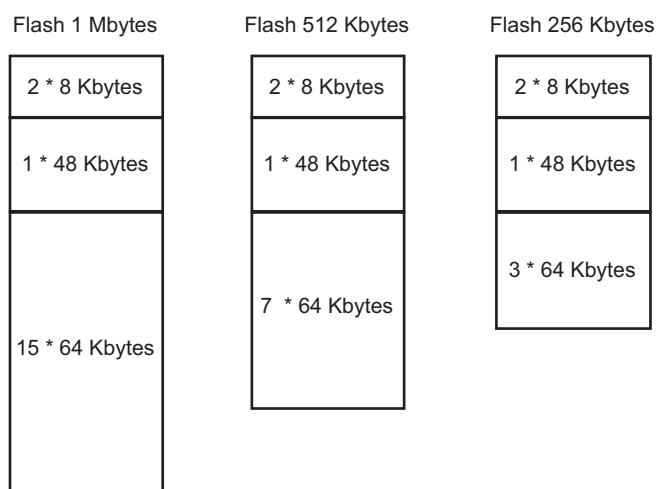 Flash 1 Mbytes
Flash 512 Kbytes
Flash 256 Kbytes
2 * 8 Kbytes
2 * 8 Kbytes
2 * 8 Kbytes
1 * 48 Kbytes
1 * 48 Kbytes
1 * 48 Kbytes
3 * 64 Kbytes
7 * 64 Kbytes
15 * 64 Kbytes